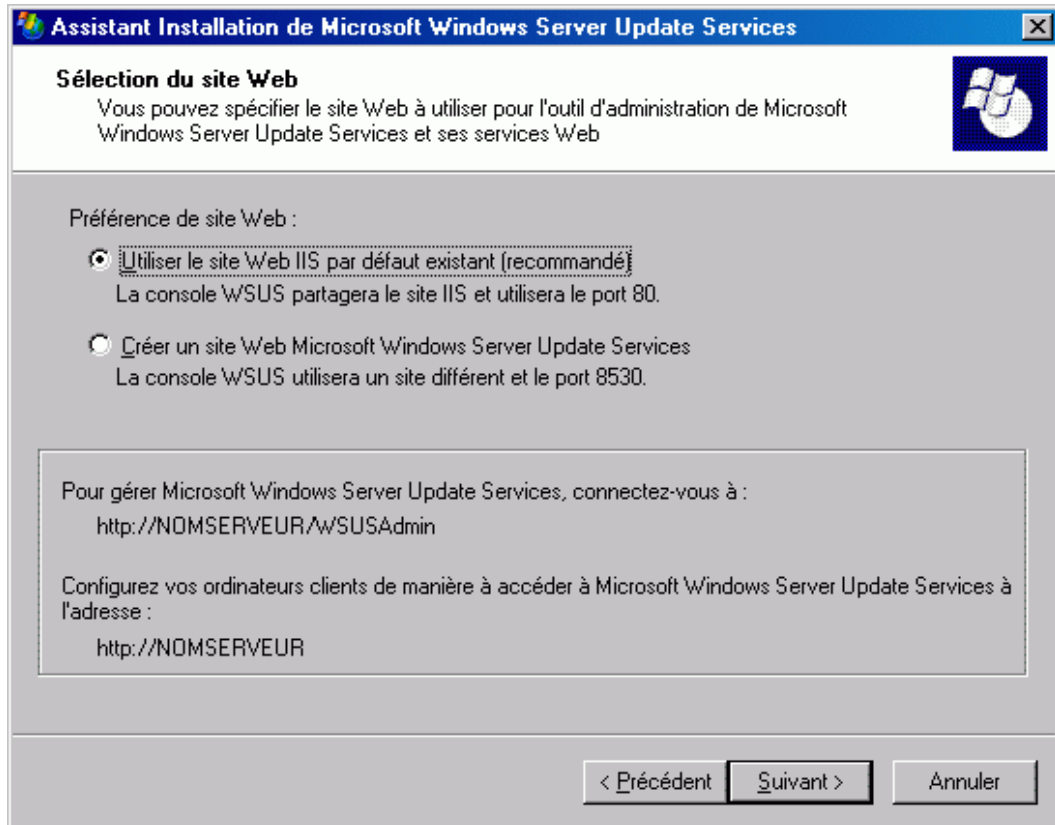 Assistant Installation de Microsoft Windows Server Update Services
Sélection du site Web
Vous pouvez spécifier le site Web à utiliser pour l'outil d'administration de Microsoft
Windows Server Update Services et ses services Web
Préférence de site Web :
Utiliser le site Web IIS par défaut existant (recommandé)
La console WSUS partagera le site IIS et utilisera le port 80.
Créer un site Web Microsoft Windows Server Update Services
La console WSUS utilisera un site différent et le port 8530.
Pour gérer Microsoft Windows Server Update Services, connectez-vous à :
http://NOMSERVEUR/WSUSAdmin
Configurez vos ordinateurs clients de manière à accéder à Microsoft Windows Server Update Services à
l'adresse :
http://NOMSERVEUR
< Précédent Suivant > Annuler